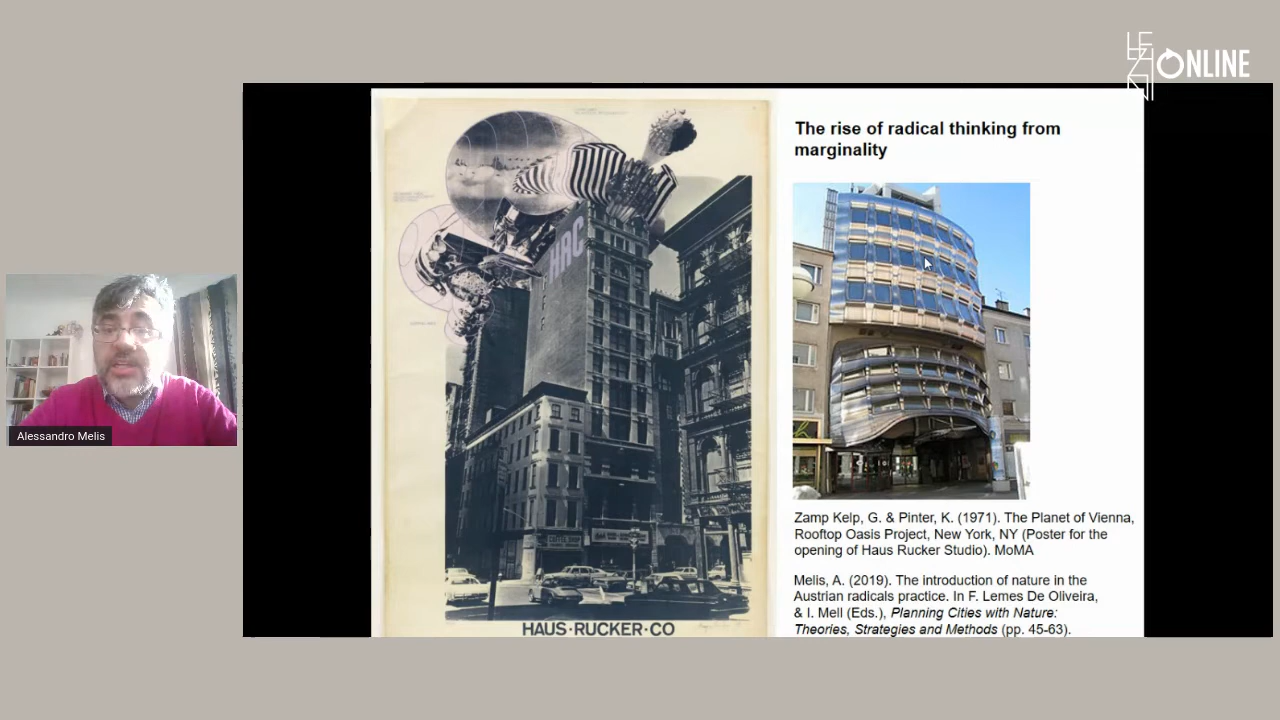 LE
ZI
ONI
ONLINE
The rise of radical thinking from
marginality
HRC
HAUS·RUCKER·CO
Zamp Kelp, G. & Pinter, K. (1971). The Planet of Vienna,
Rooftop Oasis Project, New York, NY (Poster for the
opening of Haus Rucker Studio). MoMA
Melis, A. (2019). The introduction of nature in the
Austrian radicals practice. In F. Lemes De Oliveira,
& I. Mell (Eds.), Planning Cities with Nature:
Theories, Strategies and Methods (pp. 45-63).
Alessandro Melis